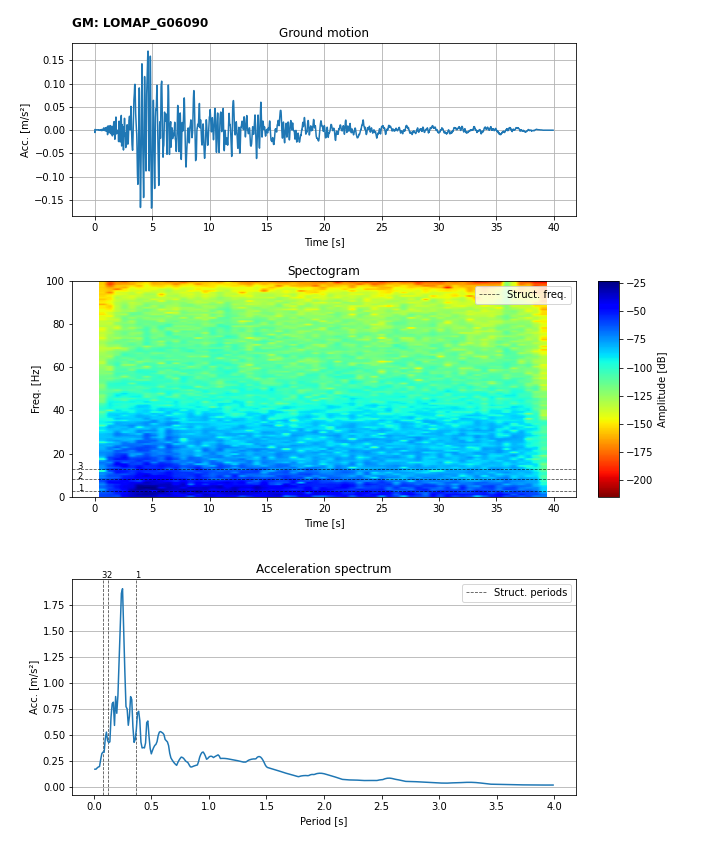 GM: LOMAP_G06090
Ground motion
0.15
0.10
0.05
0.00
−0.05
−0.10
−0.15
Acc. [m/s²]
0 5 10 15 20 25 30 35 40
Time [s]
Spectogram
Struct. freq.
100
80
60
40
20
0
Freq. [Hz]
3
2
1
0 5 10 15 20 25 30 35 40
Time [s]
−25
−50
−75
−100
−125
−150
−175
−200
Amplitude [dB]
Acceleration spectrum
3 2 1
Struct. periods
1.75
1.50
1.25
1.00
0.75
0.50
0.25
0.00
Acc. [m/s²]
0.0 0.5 1.0 1.5 2.0 2.5 3.0 3.5 4.0
Period [s]